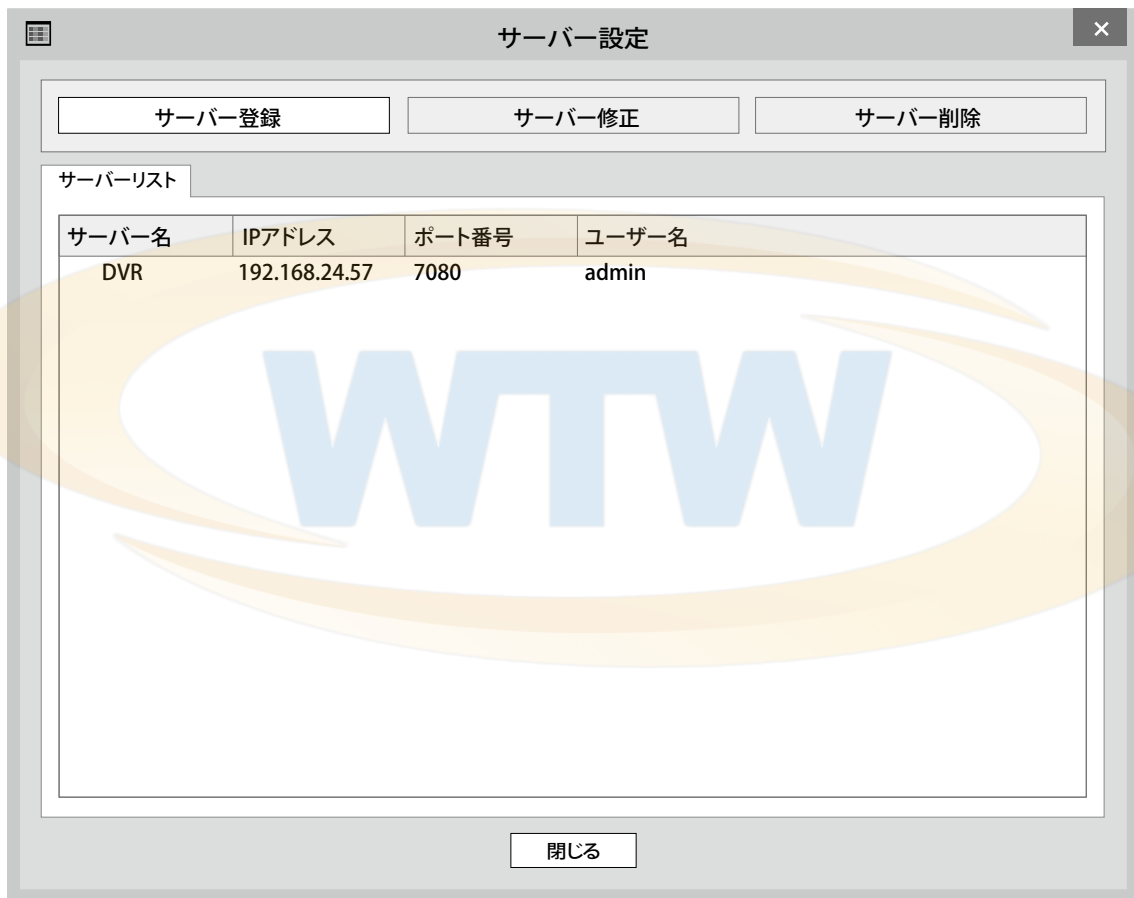 サーバー設定
×
サーバー登録 サーバー修正 サーバー削除
サーバーリスト
サーバー名 IPアドレス ポート番号 ユーザー名
DVR 192.168.24.57 7080 admin
WTW
閉じる